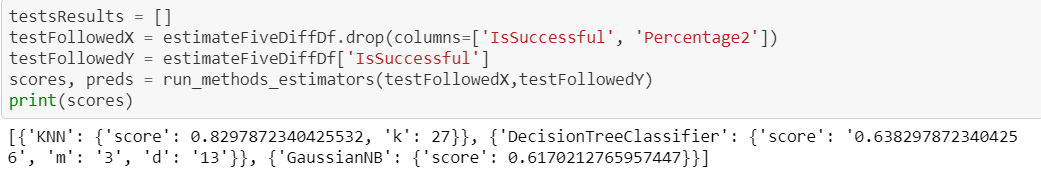 testsResults = []
testFollowedX = estimateFiveDiffDf.drop(columns=['IsSuccessful', 'Percentage2'])
testFollowedY = estimateFiveDiffDf['IsSuccessful']
scores, preds = run_methods_estimators(testFollowedX,testFollowedY)
print(scores)
[{'KNN': {'score': 0.8297872340425532, 'k': 27}}, {'DecisionTreeClassifier': {'score': '0.638297872340425
6', 'm': '3', 'd': '13'}}, {'GaussianNB': {'score': 0.6170212765957447}}]